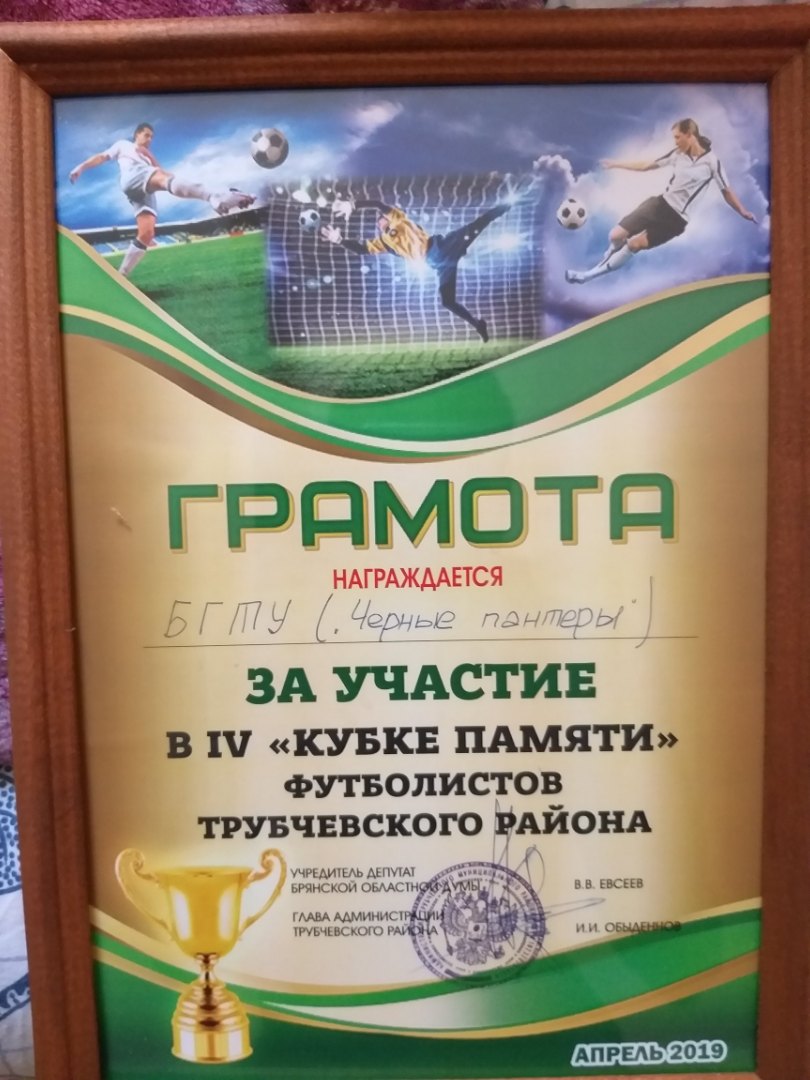 ГРАМОТА
НАГРАЖДАЕТСЯ
БГТУ („Черные пантеры")
ЗА УЧАСТИЕ
В IV «КУБКЕ ПАМЯТИ»
ФУТБОЛИСТОВ
ТРУБЧЕВСКОГО РАЙОНА
УЧРЕДИТЕЛЬ ДЕПУТАТ
БРЯНСКОЙ ОБЛАСТНОЙ ДУМЫ В.В. ЕВСЕЕВ
ГЛАВА АДМИНИСТРАЦИИ
ТРУБЧЕВСКОГО РАЙОНА И.И. ОБЫДЕННОВ
АПРЕЛЬ 2019